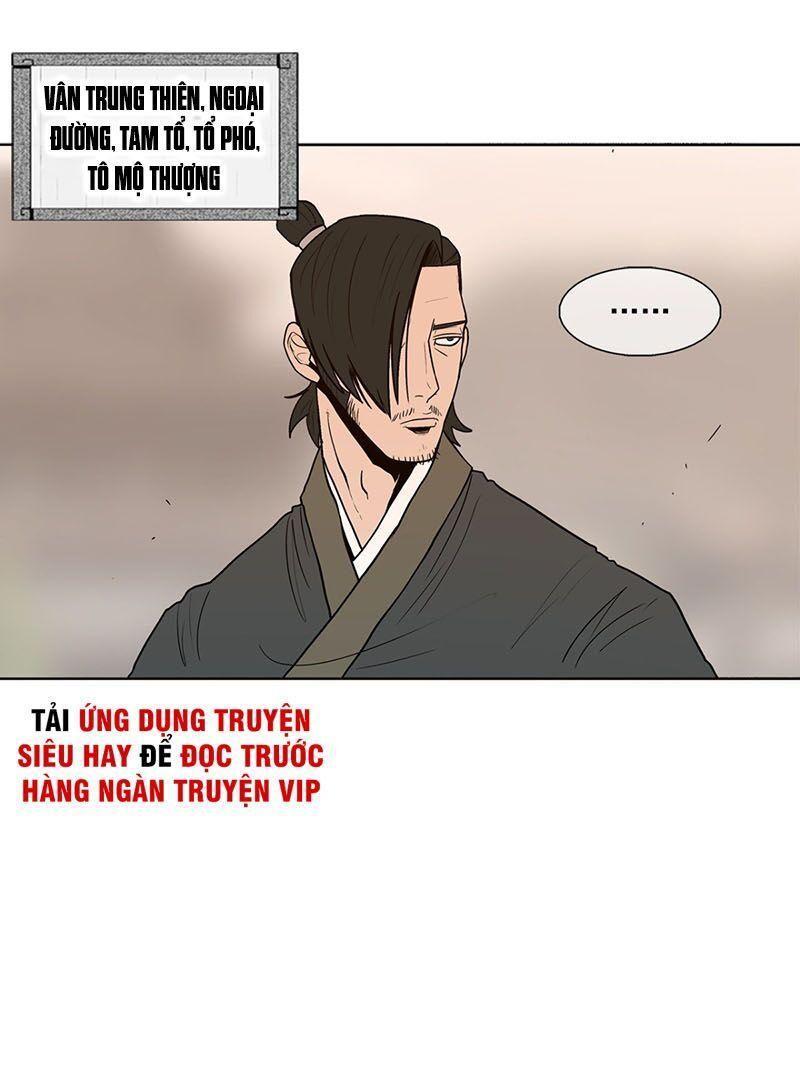 VÂN TRUNG THIÊN, NGOẠI
ĐƯỜNG, TAM TỔ, TỔ PHÓ,
TÔ MỘ THƯỢNG
......
TẢI ỨNG DỤNG TRUYỆN
SIÊU HAY ĐỂ ĐỌC TRƯỚC
HÀNG NGÀN TRUYỆN VIP